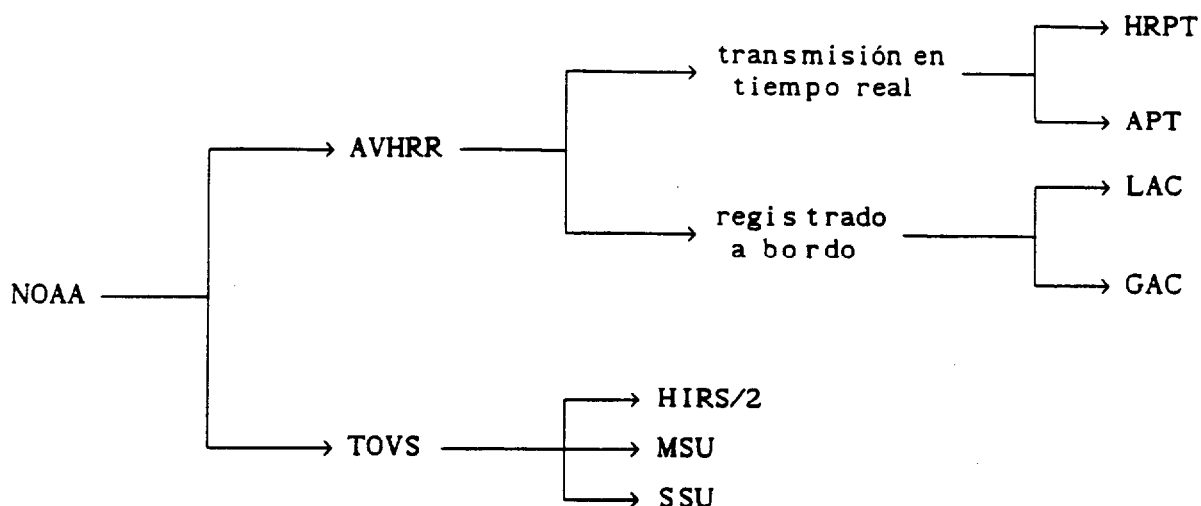 HRPT
transmisión en
tiempo real
APT
AVHRR
LAC
registrado
a bordo
GAC
NOAA
HIRS/2
TOVS
MSU
SSU